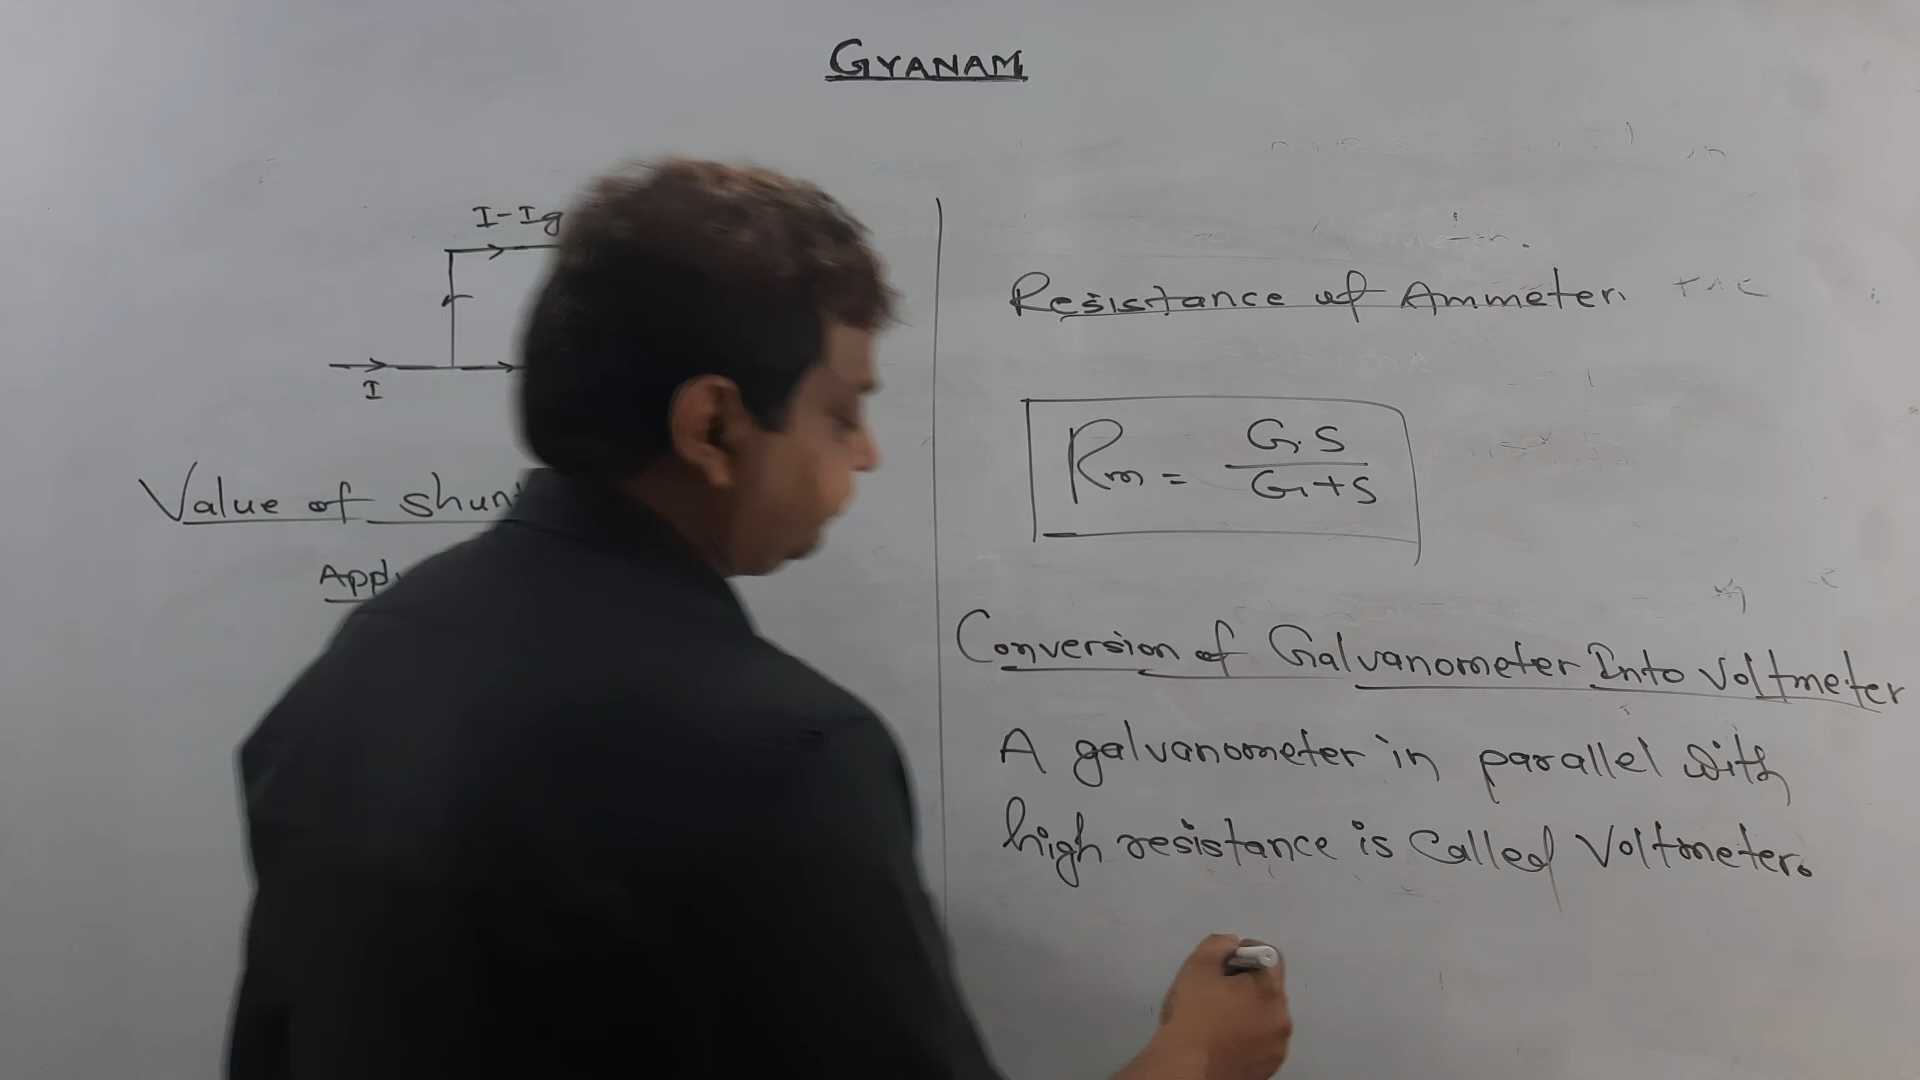 GYANAM
I-Ig
I
Value of shunt
Resistance of Ammeter.
Rm = G.S
G+S
Conversion of Galvanometer Into Voltmeter
A galvanometer in parallel with
high resistance is Called Voltmeter.